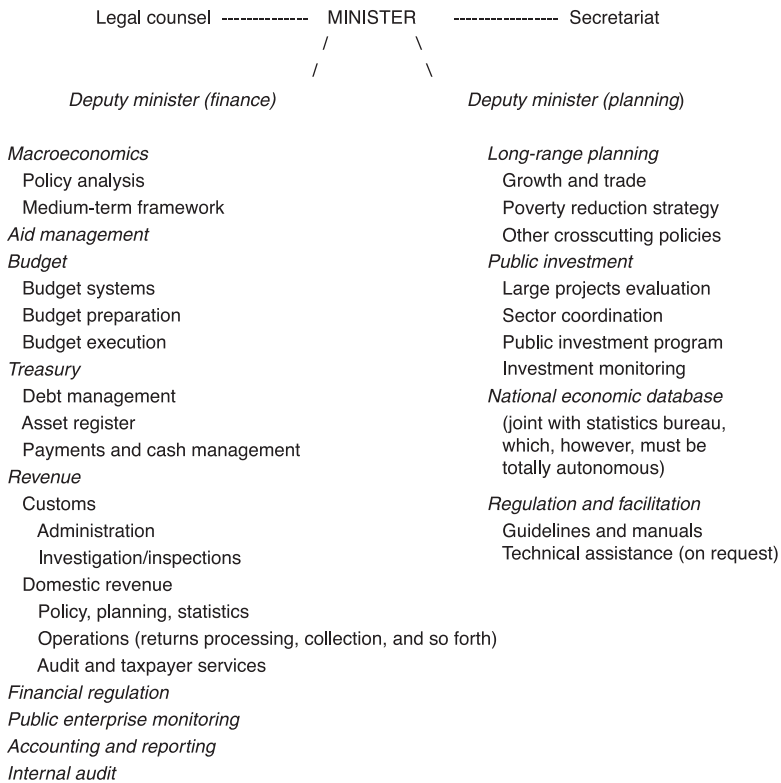 Legal counsel -------------- MINISTER ----------------- Secretariat
/ \
/ \
Deputy minister (finance)
Deputy minister (planning)
Macroeconomics
Policy analysis
Medium-term framework
Aid management
Budget
Budget systems
Budget preparation
Budget execution
Treasury
Debt management
Asset register
Payments and cash management
Revenue
Customs
Administration
Investigation/inspections
Domestic revenue
Policy, planning, statistics
Operations (returns processing, collection, and so forth)
Audit and taxpayer services
Financial regulation
Public enterprise monitoring
Accounting and reporting
Internal audit
Long-range planning
Growth and trade
Poverty reduction strategy
Other crosscutting policies
Public investment
Large projects evaluation
Sector coordination
Public investment program
Investment monitoring
National economic database
(joint with statistics bureau,
which, however, must be
totally autonomous)
Regulation and facilitation
Guidelines and manuals
Technical assistance (on request)